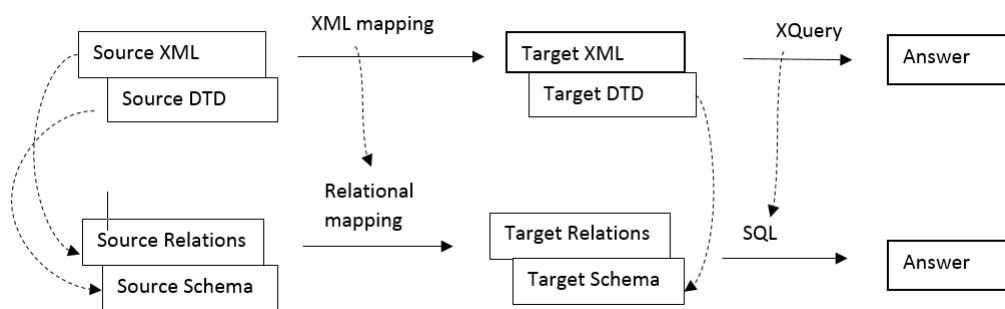 XML mapping
XQuery
Source XML
Target XML
Answer
Source DTD
Target DTD
Relational
mapping
Source Relations
Target Relations
SQL
Answer
Source Schema
Target Schema